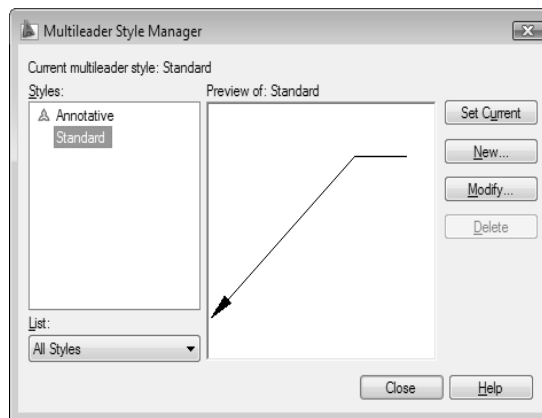 Multileader Style Manager
Current multileader style: Standard
Styles:
Annotative
Standard
Preview of: Standard
Set Current
New...
Modify...
Delete
List:
All Styles
Close
Help